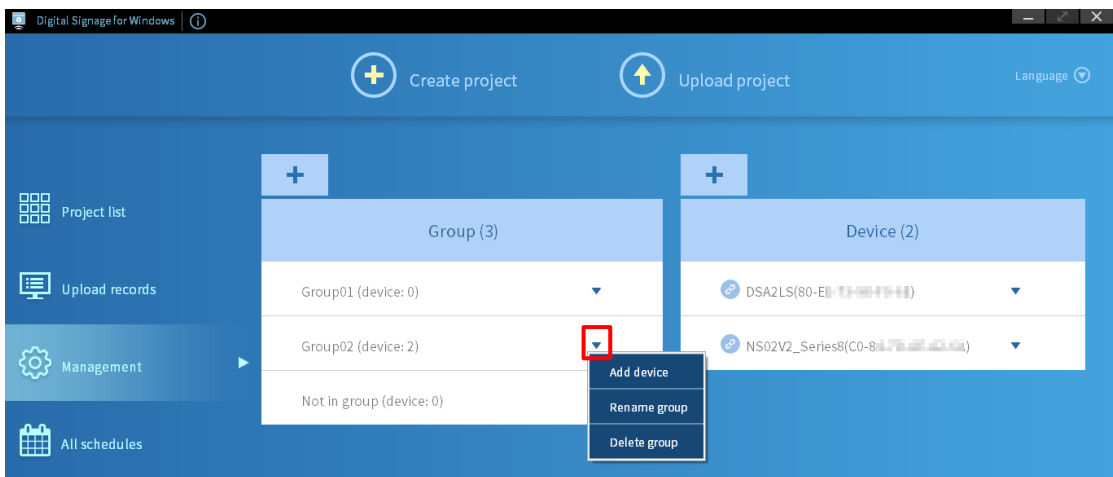 Digital Signage for Windows
Create project
Upload project
Language
Project list
Upload records
Management
All schedules
Group (3)
Group01 (device: 0)
Group02 (device: 2)
Not in group (device: 0)
Add device
Rename group
Delete group
Device (2)
DSA2LS(80-E
NS02V2_Series8(C0-8